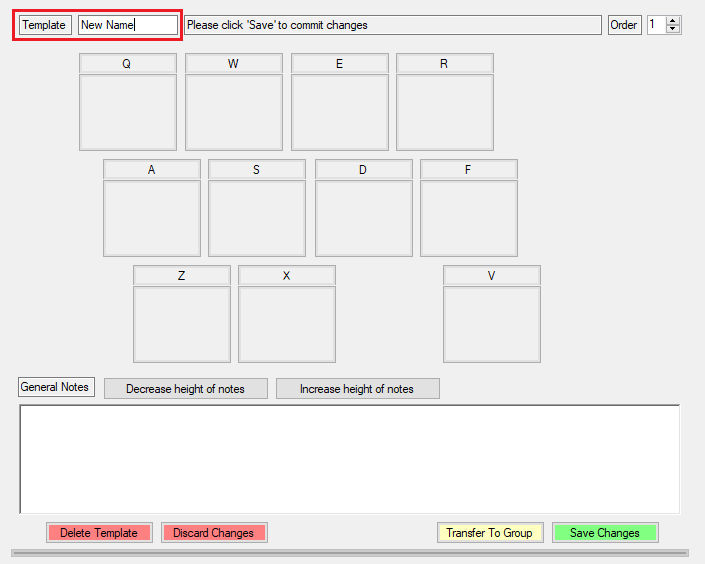 Template New Name Please click 'Save' to commit changes Order 1
Q W E R
A S D F
Z X V
General Notes Decrease height of notes Increase height of notes
Delete Template Discard Changes Transfer To Group Save Changes